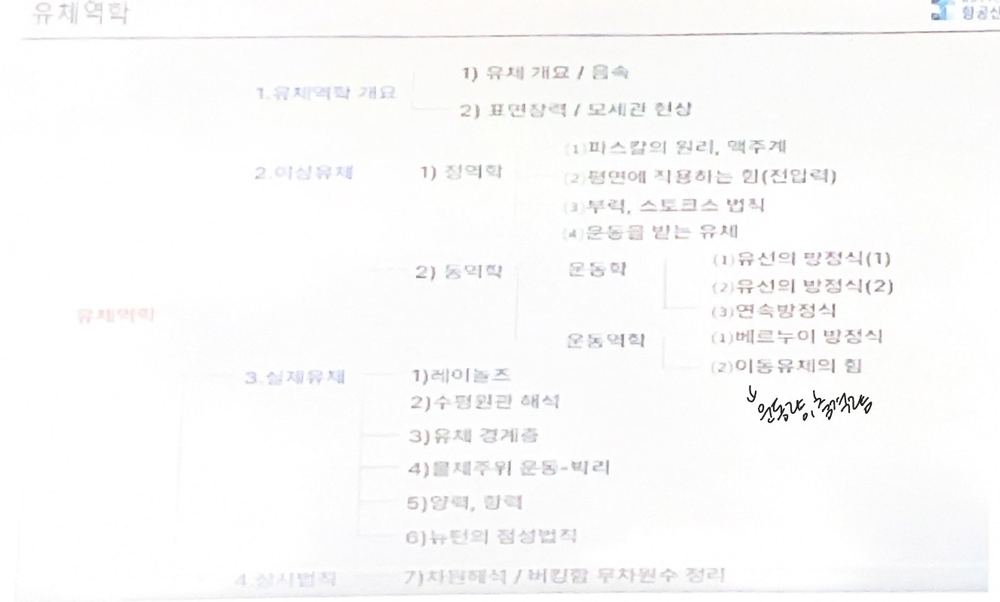 유체역학
항공산
1.유체역학 개요
1) 유체 개요 / 음속
2) 표면장력 / 모세관 현상
2.이상유체
1) 정역학
(1)파스칼의 원리, 맥주계
(2)평면에 작용하는 힘(전압력)
(3)부력, 스토크스 법칙
(4)운동을 받는 유체
2) 동역학
운동학
(1)유선의 방정식(1)
(2)유선의 방정식(2)
(3)연속방정식
운동역학
(1)베르누이 방정식
(2)이동유체의 힘
유체역학
3.실제유체
1)레이놀즈
2)수평원관 해석
3)유체 경계층
4)물체주위 운동-박리
5)양력, 항력
6)뉴턴의 점성법칙
4.상사법칙
7)차원해석 / 버킹함 무차원수 정리